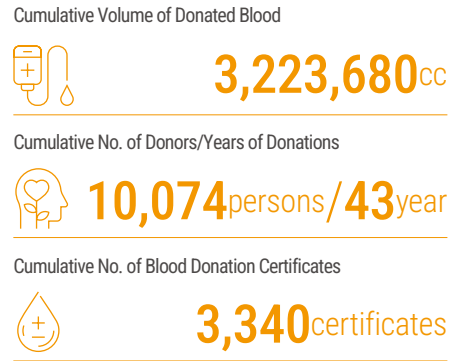 Cumulative Volume of Donated Blood
3,223,680cc
Cumulative No. of Donors/Years of Donations
10,074persons/43year
Cumulative No. of Blood Donation Certificates
3,340certificates